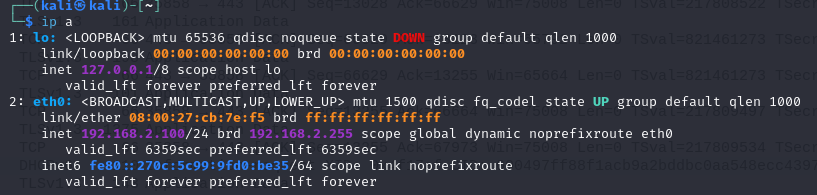 ┌──(kali㉿kali)-[~]
└─$ ip a
1: lo: <LOOPBACK> mtu 65536 qdisc noqueue state DOWN group default qlen 1000
link/loopback 00:00:00:00:00:00 brd 00:00:00:00:00:00
inet 127.0.0.1/8 scope host lo
valid_lft forever preferred_lft forever
2: eth0: <BROADCAST,MULTICAST,UP,LOWER_UP> mtu 1500 qdisc fq_codel state UP group default qlen 1000
link/ether 08:00:27:cb:7e:f5 brd ff:ff:ff:ff:ff:ff
inet 192.168.2.100/24 brd 192.168.2.255 scope global dynamic noprefixroute eth0
valid_lft 6359sec preferred_lft 6359sec
inet6 fe80::270c:5c99:9fd0:be35/64 scope link noprefixroute
valid_lft forever preferred_lft forever